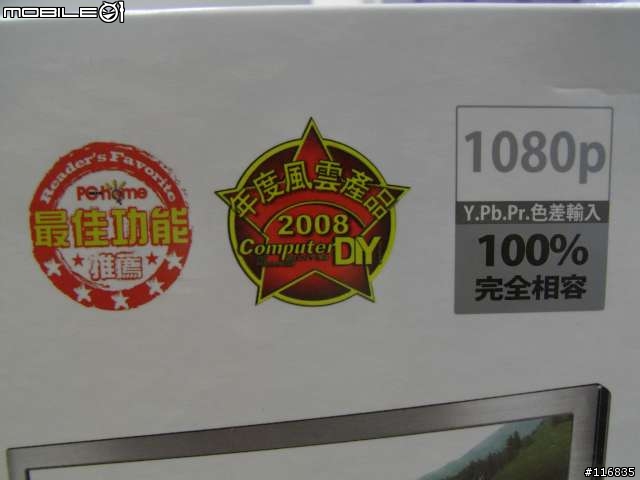 MOBILE01
Reader's Favorite
PC home
最佳功能
推薦
年度風雲產品
2008
Computer DIY
1080p
Y.Pb.Pr.色差輸入
100%
完全相容
#116835